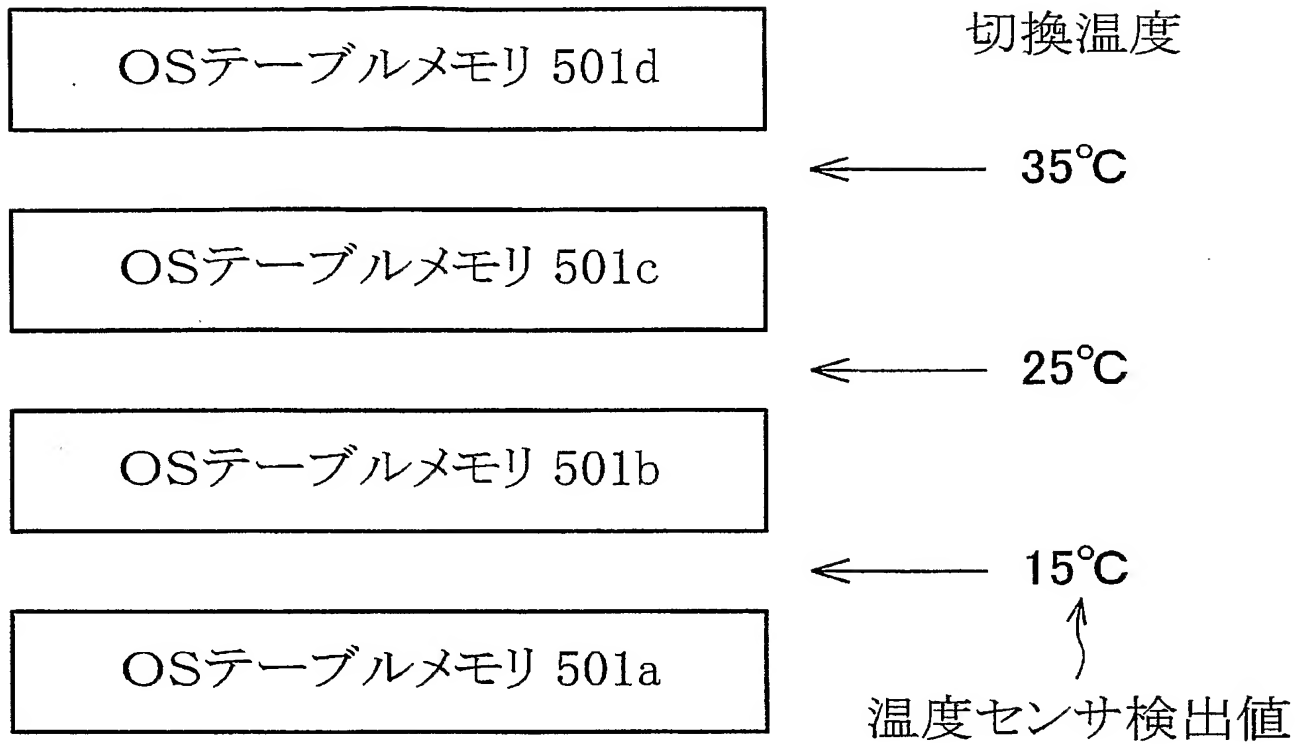 切換温度
OSテーブルメモリ 501d
35℃
OSテーブルメモリ 501c
25℃
OSテーブルメモリ 501b
15℃
OSテーブルメモリ 501a
温度センサ検出値